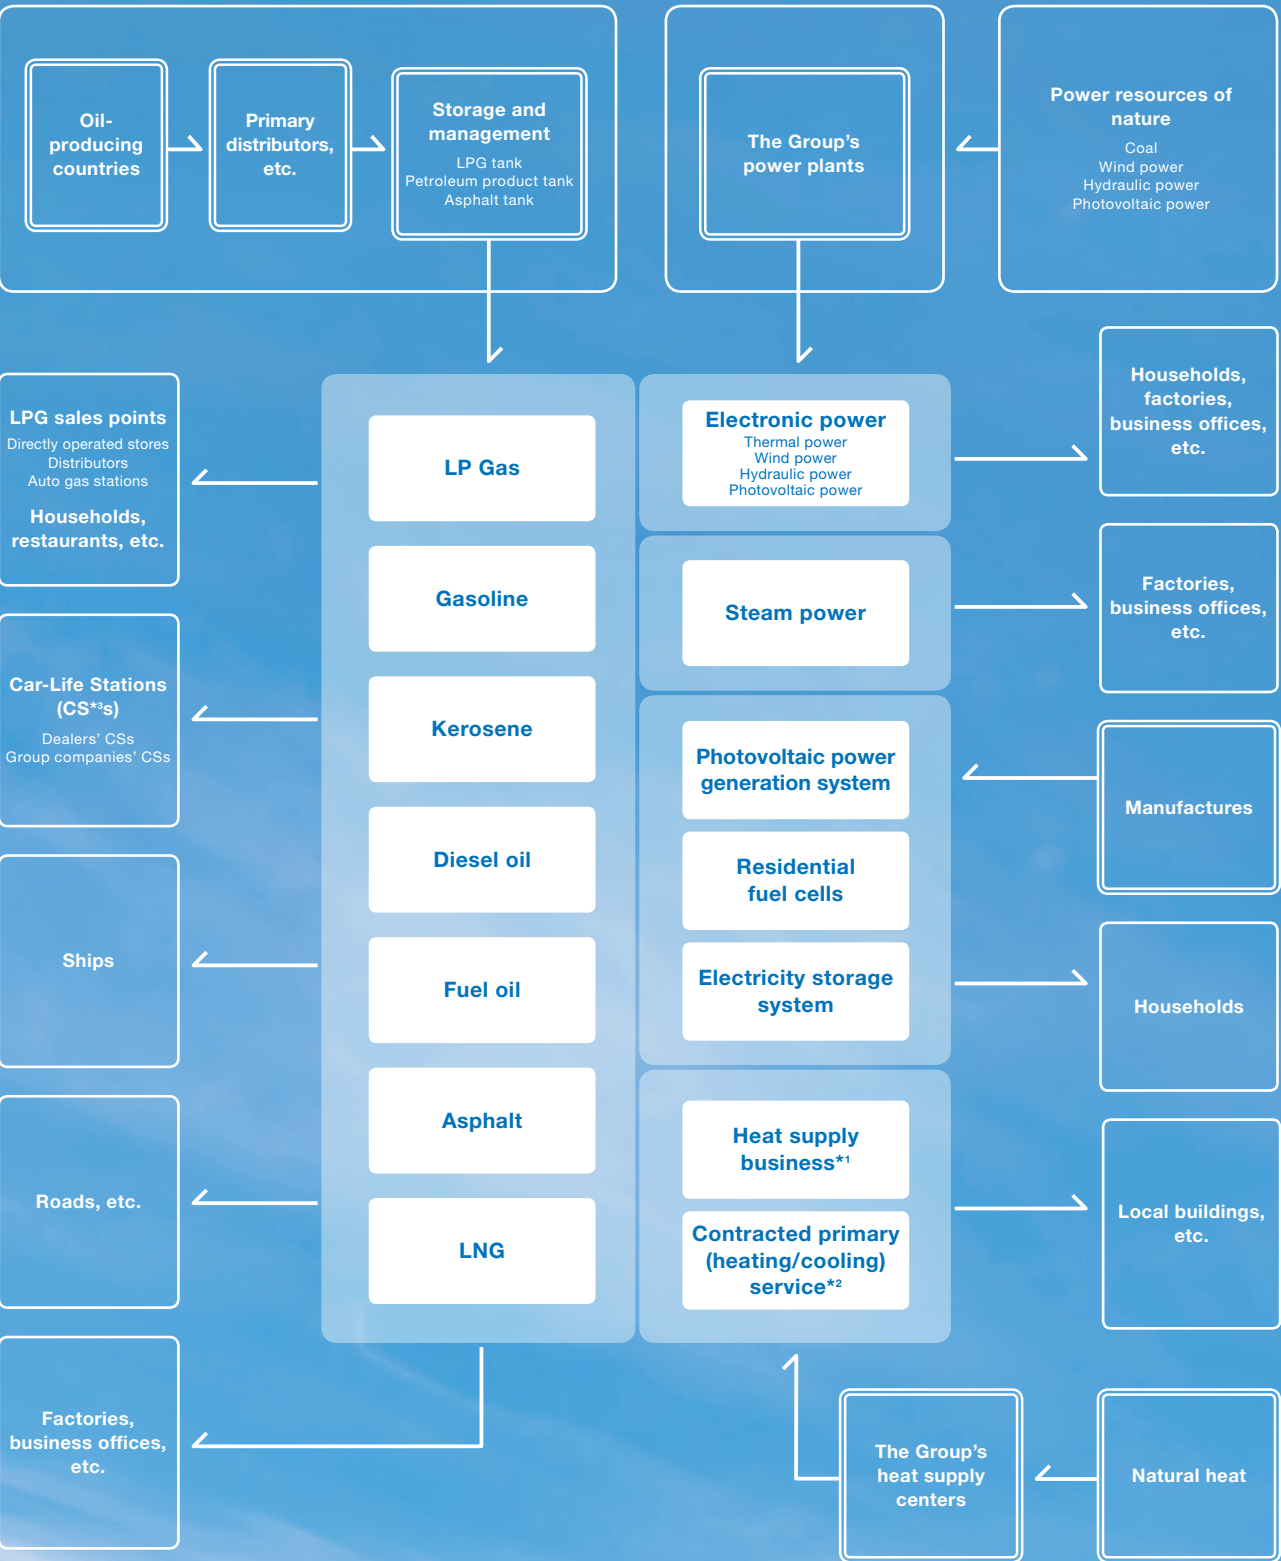 Oil-
producing
countries
Primary
distributors,
etc.
Storage and
management
LPG tank
Petroleum product tank
Asphalt tank
The Group’s
power plants
Power resources of
nature
Coal
Wind power
Hydraulic power
Photovoltaic power
LPG sales points
Directly operated stores
Distributors
Auto gas stations
Households,
restaurants, etc.
Car-Life Stations
(CS*³s)
Dealers’ CSs
Group companies’ CSs
Ships
Roads, etc.
Factories,
business offices,
etc.
LP Gas
Gasoline
Kerosene
Diesel oil
Fuel oil
Asphalt
LNG
Electronic power
Thermal power
Wind power
Hydraulic power
Photovoltaic power
Steam power
Photovoltaic power
generation system
Residential
fuel cells
Electricity storage
system
Heat supply
business*¹
Contracted primary
(heating/cooling)
service*²
Households,
factories,
business offices,
etc.
Factories,
business offices,
etc.
Manufactures
Households
Local buildings,
etc.
The Group’s
heat supply
centers
Natural heat